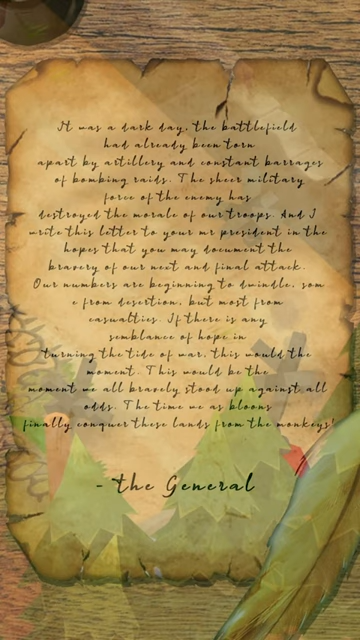 It was a dark day, the battlefield
had already been torn
apart by artillery and constant barrages
of bombing raids. The sheer military
force of the enemy has
destroyed the morale of our troops. And I
write this letter to your mr president in the
hopes that you may document the
bravery of our next and final attack.
Our numbers are beginning to dwindle, som
e from desertion, but most from
casualties. If there is any
semblance of hope in
turning the tide of war, this would the
moment. This would be the
moment we all bravely stood up against all
odds. The time we as bloons
finally conquer these lands from the monkeys!
- the General